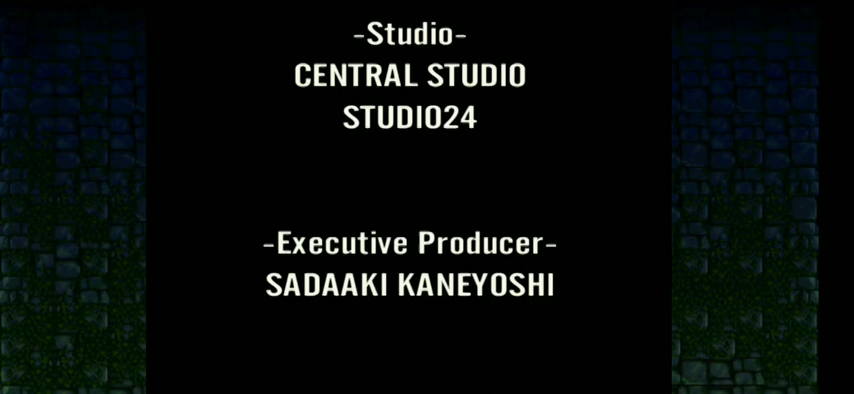 -Studio-
CENTRAL STUDIO
STUDIO24
-Executive Producer-
SADAAKI KANEYOSHI